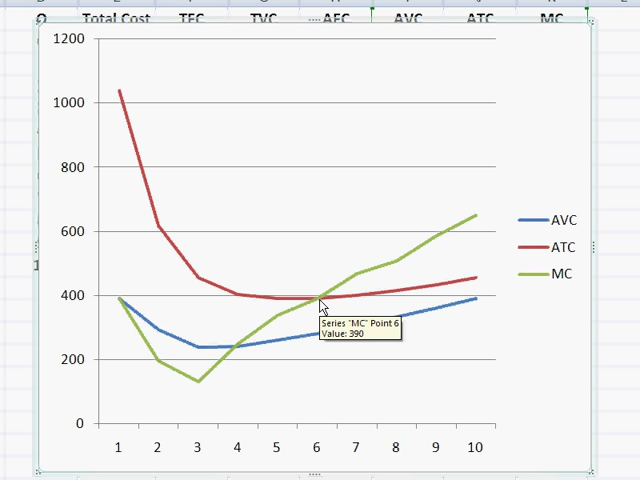 Q Total Cost TFC TVC AFC AVC ATC MC
1200
1000
800
600
400
200
0
1 2 3 4 5 6 7 8 9 10
AVC
ATC
MC
Series "MC" Point 6
Value: 390